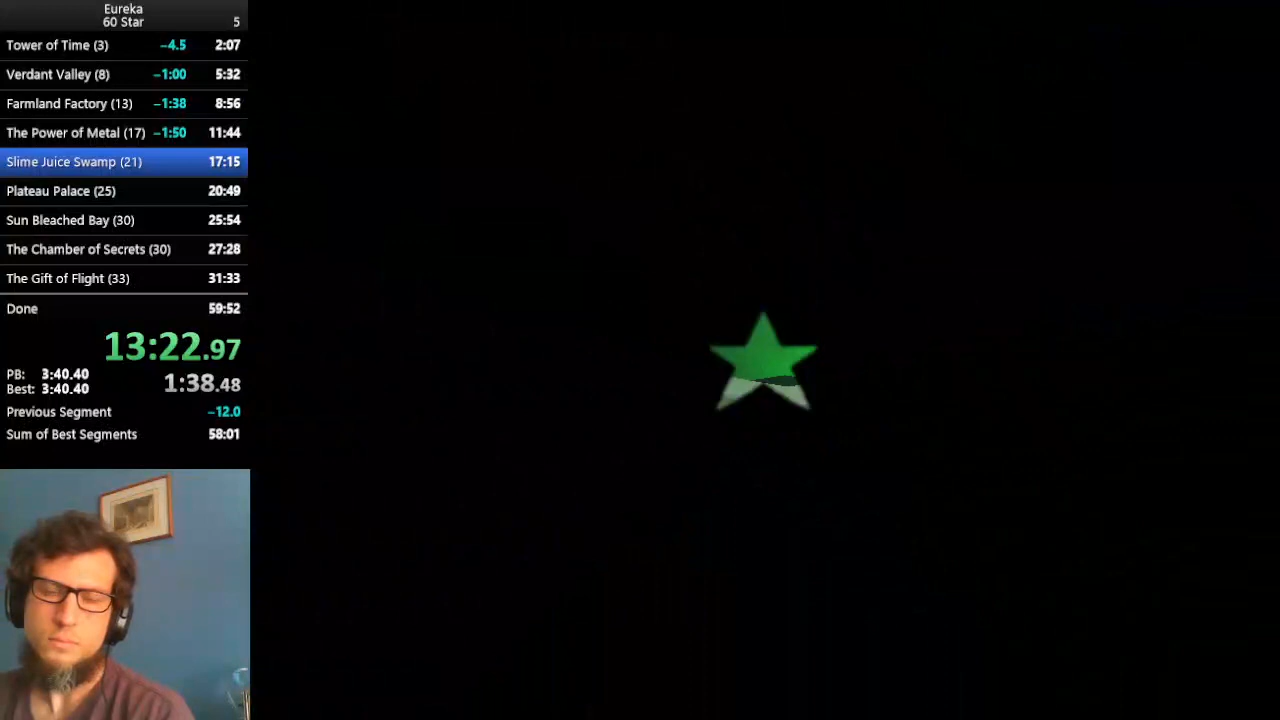 Eureka
60 Star 5
Tower of Time (3) −4.5 2:07
Verdant Valley (8) −1:00 5:32
Farmland Factory (13) −1:38 8:56
The Power of Metal (17) −1:50 11:44
Slime Juice Swamp (21) 17:15
Plateau Palace (25) 20:49
Sun Bleached Bay (30) 25:54
The Chamber of Secrets (30) 27:28
The Gift of Flight (33) 31:33
Done 59:52
13:22.97
PB: 3:40.40 1:38.48
Best: 3:40.40
Previous Segment −12.0
Sum of Best Segments 58:01